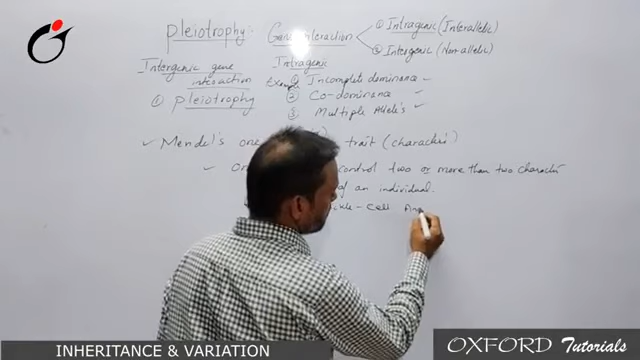 Pleiotrophy: Gene interaction ① Intragenic (Interallelic)
② Intergenic (Non allelic)
Intergenic gene interaction
① Pleiotrophy
Intragenic
Example ① Incomplete dominance
② Co-dominance
③ Multiple Allele's
✓ Mendel's one trait (character)
✓ control two or more than two character
of an individual.
Cell
INHERITANCE & VARIATION
OXFORD Tutorials